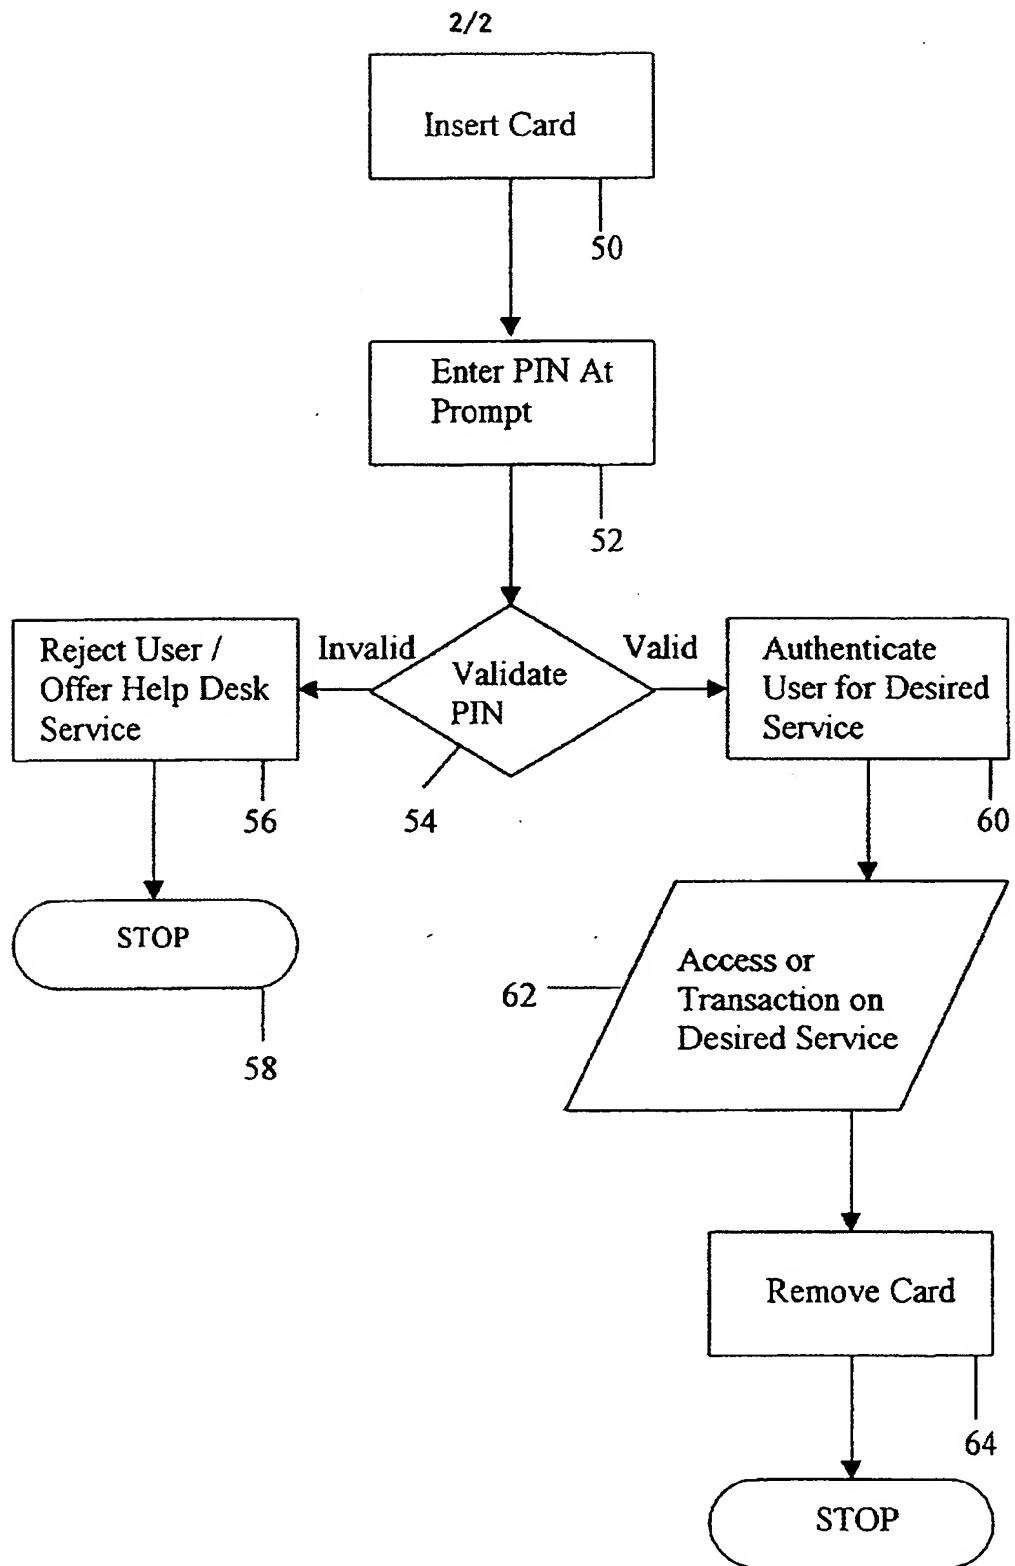 2/2
Insert Card
50
Enter PIN At
Prompt
52
Invalid
Validate
PIN
Valid
54
Reject User /
Offer Help Desk
Service
56
STOP
58
Authenticate
User for Desired
Service
60
Access or
Transaction on
Desired Service
62
Remove Card
64
STOP